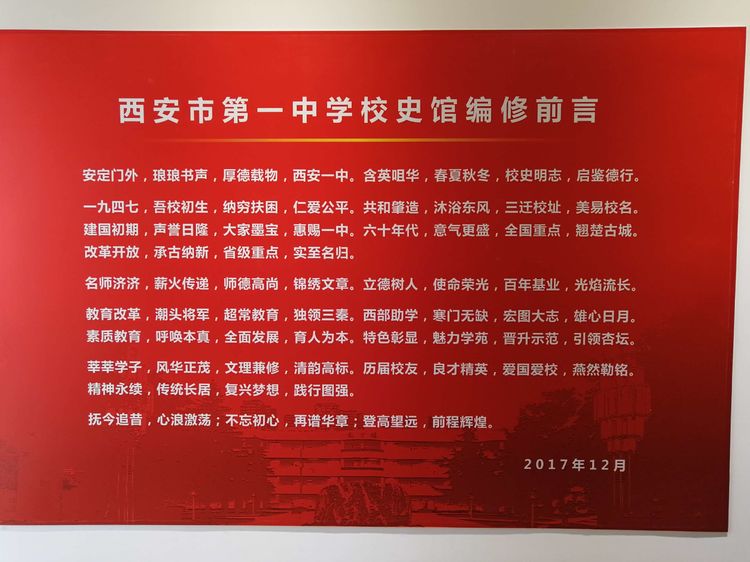 西安市第一中学校史馆编修前言
安定门外，琅琅书声，厚德载物，西安一中。含英咀华，春夏秋冬，校史明志，启鉴德行。
一九四七，吾校初生，纳穷扶困，仁爱公平。共和肇造，沐浴东风，三迁校址，美易校名。
建国初期，声誉日隆，大家墨宝，惠赐一中。六十年代，意气更盛，全国重点，翘楚古城。
改革开放，承古纳新，省级重点，实至名归。
名师济济，薪火传递，师德高尚，锦绣文章。立德树人，使命荣光，百年基业，光焰流长。
教育改革，潮头将军，超常教育，独领三秦。西部助学，寒门无缺，宏图大志，雄心日月。
素质教育，呼唤本真，全面发展，育人为本。特色彰显，魅力学苑，晋升示范，引领杏坛。
莘莘学子，风华正茂，文理兼修，清韵高标。历届校友，良才精英，爱国爱校，燕然勒铭。
精神永续，传统长居，复兴梦想，践行图强。
抚今追昔，心浪激荡；不忘初心，再谱华章；登高望远，前程辉煌。
2017年12月